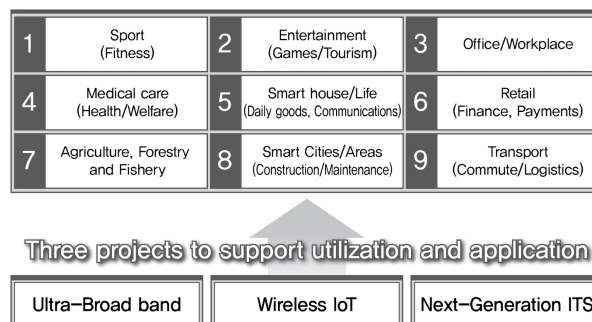 1
Sport
(Fitness)
2
Entertainment
(Games/Tourism)
3
Office/Workplace
4
Medical care
(Health/Welfare)
5
Smart house/Life
(Daily goods, Communications)
6
Retail
(Finance, Payments)
7
Agriculture, Forestry
and Fishery
8
Smart Cities/Areas
(Construction/Maintenance)
9
Transport
(Commute/Logistics)
Three projects to support utilization and application
Ultra-Broad band
Wireless IoT
Next-Generation ITS